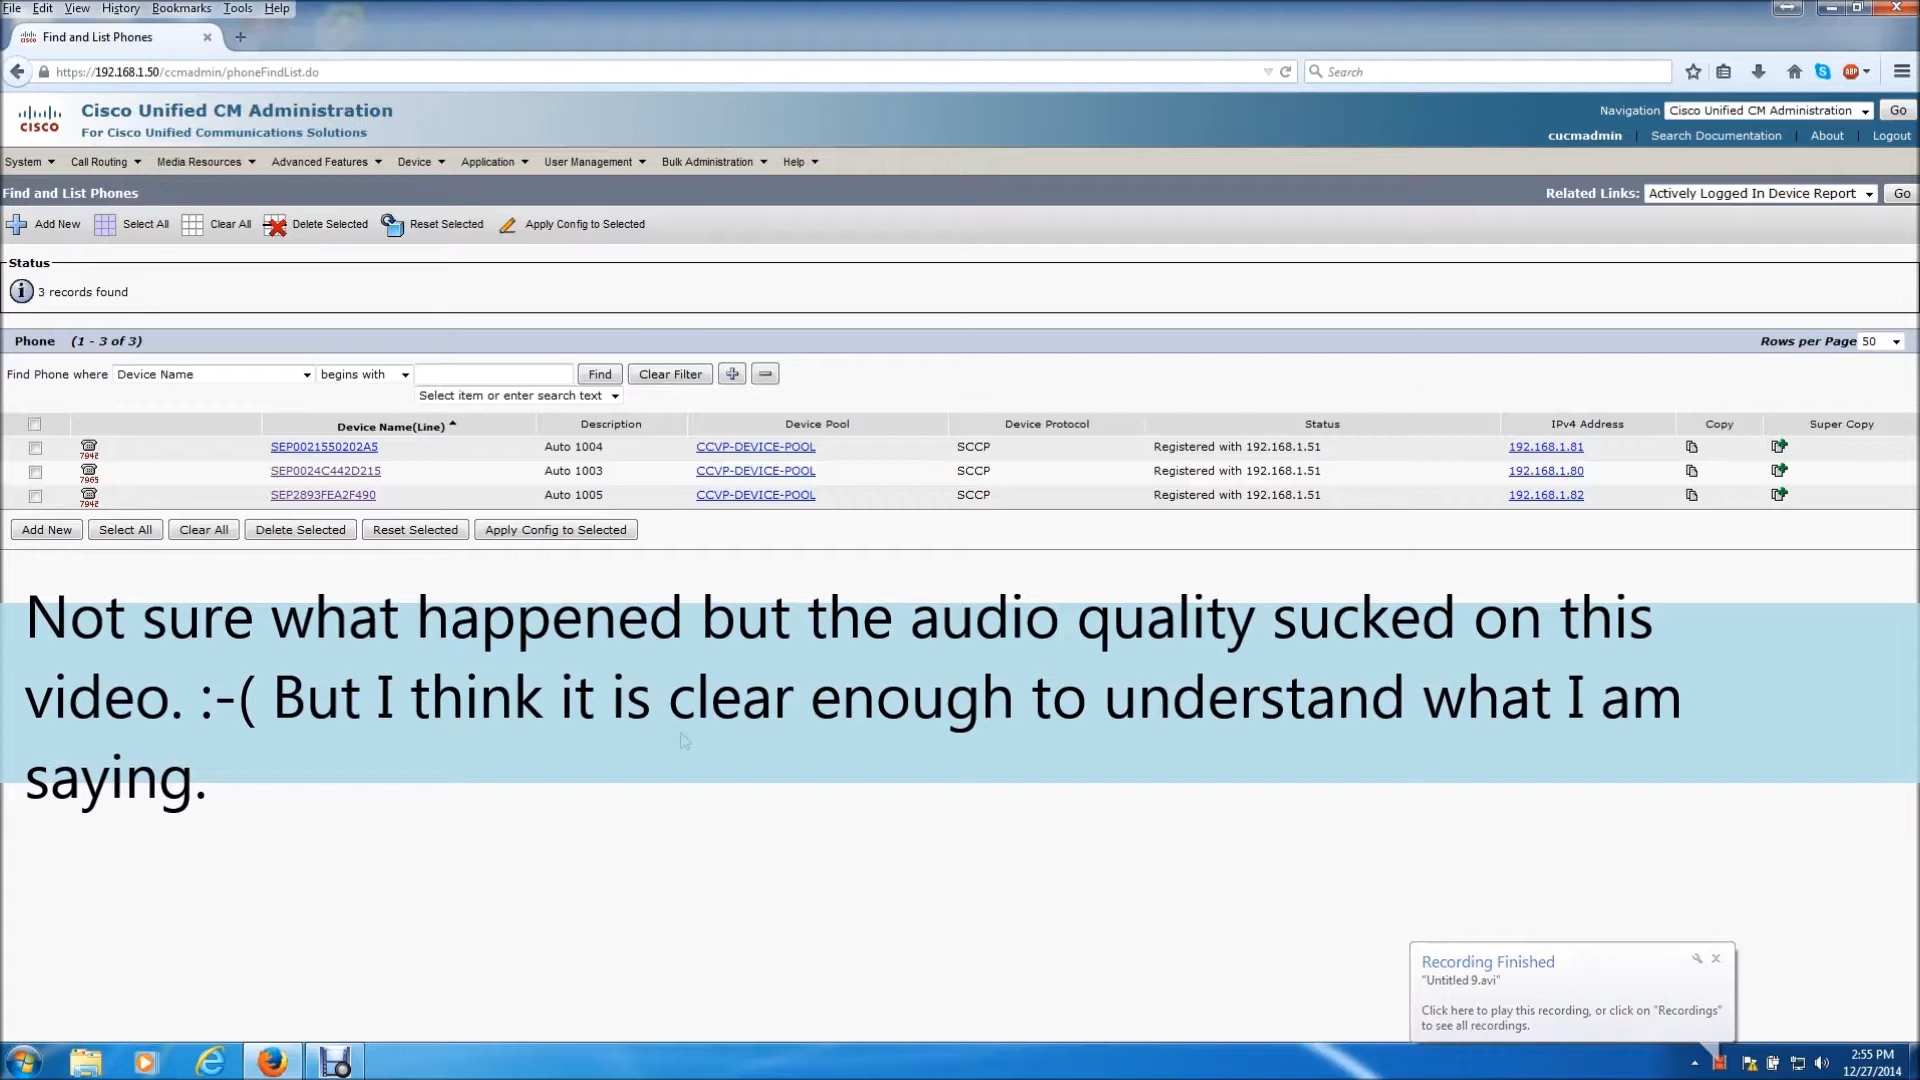 File Edit View History Bookmarks Tools Help
Find and List Phones
https://192.168.1.50/ccmadmin/phoneFindList.do
Search
ABP
CISCO
Cisco Unified CM Administration
For Cisco Unified Communications Solutions
Navigation Cisco Unified CM Administration Go
cucmadmin | Search Documentation | About | Logout
System Call Routing Media Resources Advanced Features Device Application User Management Bulk Administration Help
Find and List Phones
Related Links: Actively Logged In Device Report Go
Add New Select All Clear All Delete Selected Reset Selected Apply Config to Selected
Status
3 records found
Phone (1 - 3 of 3)
Rows per Page 50
Find Phone where Device Name begins with Find Clear Filter
Select item or enter search text
Device Name(Line) Description Device Pool Device Protocol Status IPv4 Address Copy Super Copy
7942 SEP0021550202A5 Auto 1004 CCVP-DEVICE-POOL SCCP Registered with 192.168.1.51 192.168.1.81
7965 SEP0024C442D215 Auto 1003 CCVP-DEVICE-POOL SCCP Registered with 192.168.1.51 192.168.1.80
7942 SEP2893FEA2F490 Auto 1005 CCVP-DEVICE-POOL SCCP Registered with 192.168.1.51 192.168.1.82
Add New Select All Clear All Delete Selected Reset Selected Apply Config to Selected
Not sure what happened but the audio quality sucked on this
video. :-( But I think it is clear enough to understand what I am
saying.
Recording Finished
"Untitled 9.avi"
Click here to play this recording, or click on "Recordings"
to see all recordings.
2:55 PM
12/27/2014